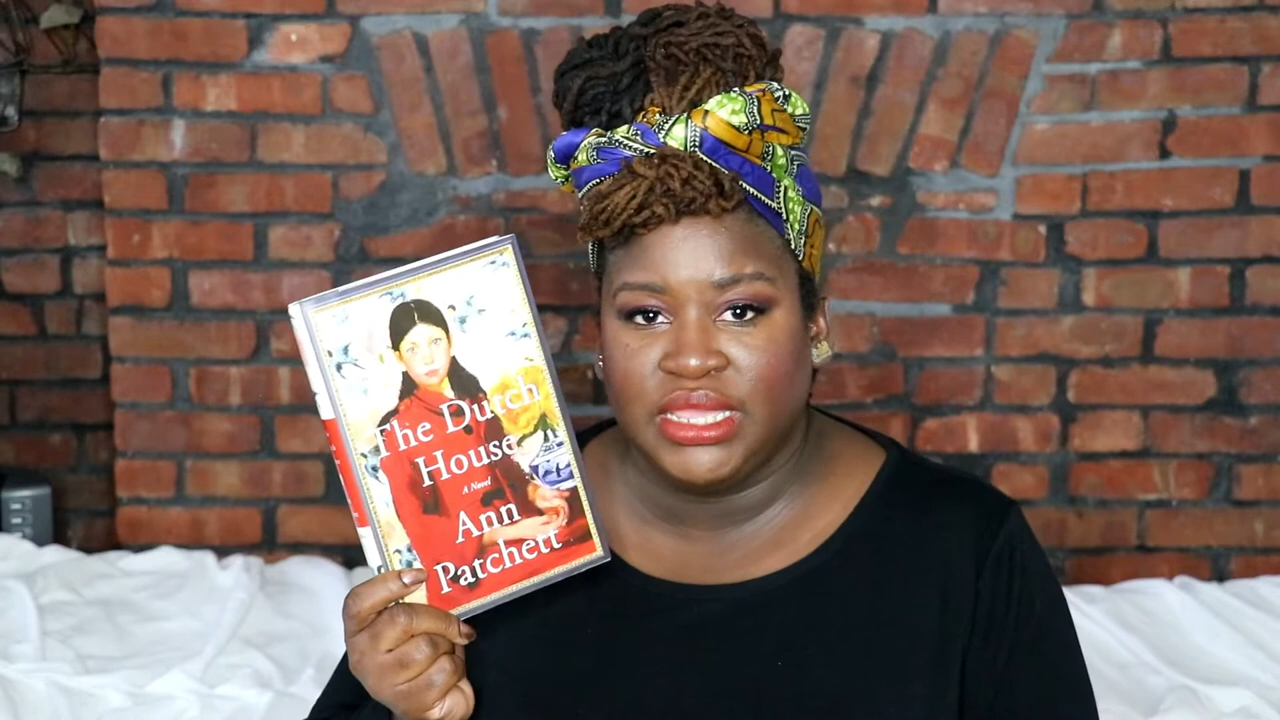 The Dutch
House
A Novel
Ann
Patchett